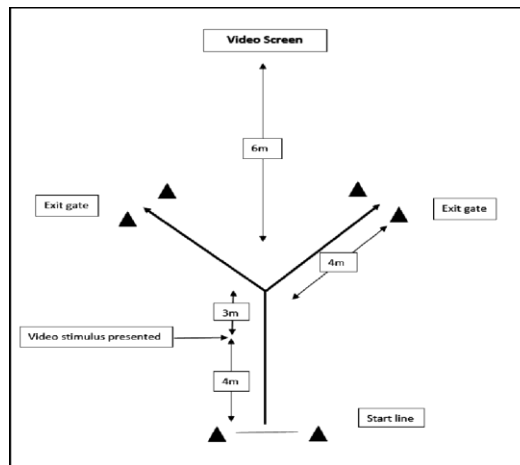 Video Screen
6m
Exit gate
Exit gate
4m
3m
Video stimulus presented
4m
Start line